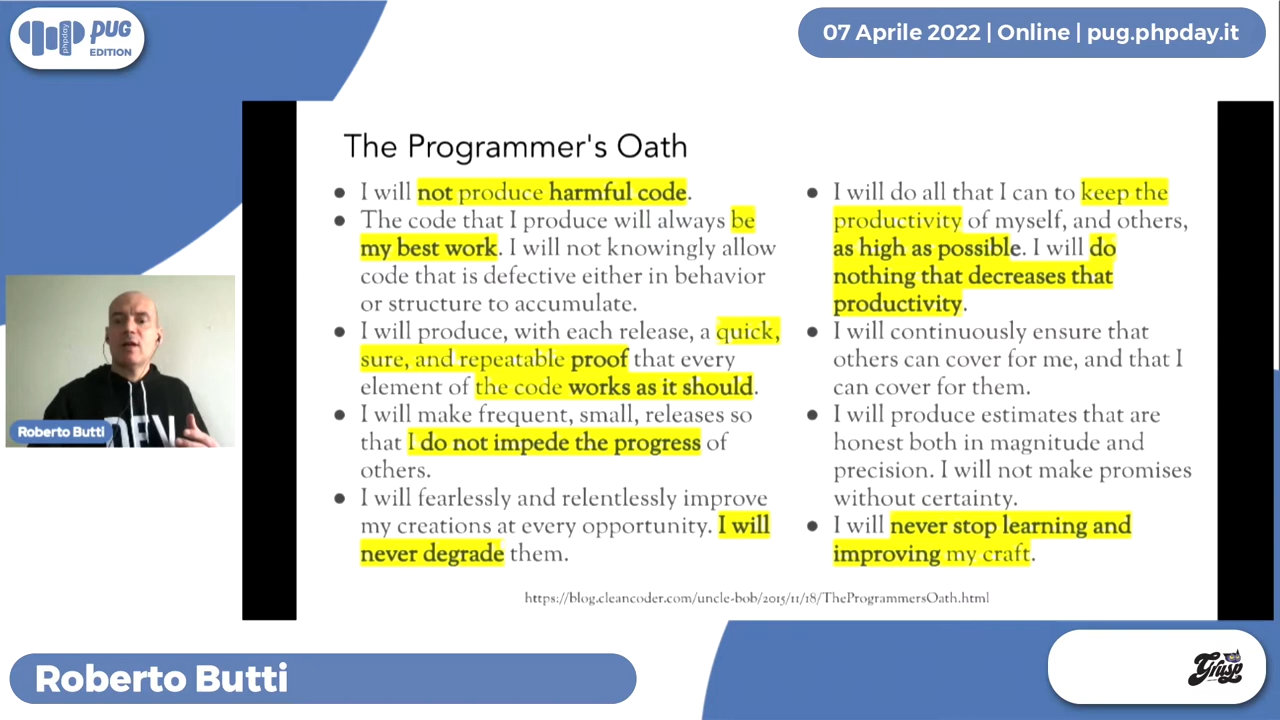 phpday
PUG
EDITION
07 Aprile 2022 | Online | pug.phpday.it
The Programmer's Oath
● I will not produce harmful code.
● The code that I produce will always be
my best work. I will not knowingly allow
code that is defective either in behavior
or structure to accumulate.
● I will produce, with each release, a quick,
sure, and repeatable proof that every
element of the code works as it should.
● I will make frequent, small, releases so
that I do not impede the progress of
others.
● I will fearlessly and relentlessly improve
my creations at every opportunity. I will
never degrade them.
● I will do all that I can to keep the
productivity of myself, and others,
as high as possible. I will do
nothing that decreases that
productivity.
● I will continuously ensure that
others can cover for me, and that I
can cover for them.
● I will produce estimates that are
honest both in magnitude and
precision. I will not make promises
without certainty.
● I will never stop learning and
improving my craft.
https://blog.cleancoder.com/uncle-bob/2015/11/18/TheProgrammersOath.html
Roberto Butti
Roberto Butti
Grusp